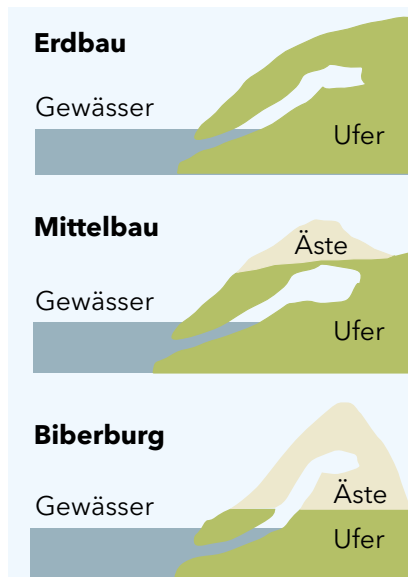 Erdbau
Gewässer
Ufer
Mittelbau
Äste
Gewässer
Ufer
Biberburg
Äste
Gewässer
Ufer